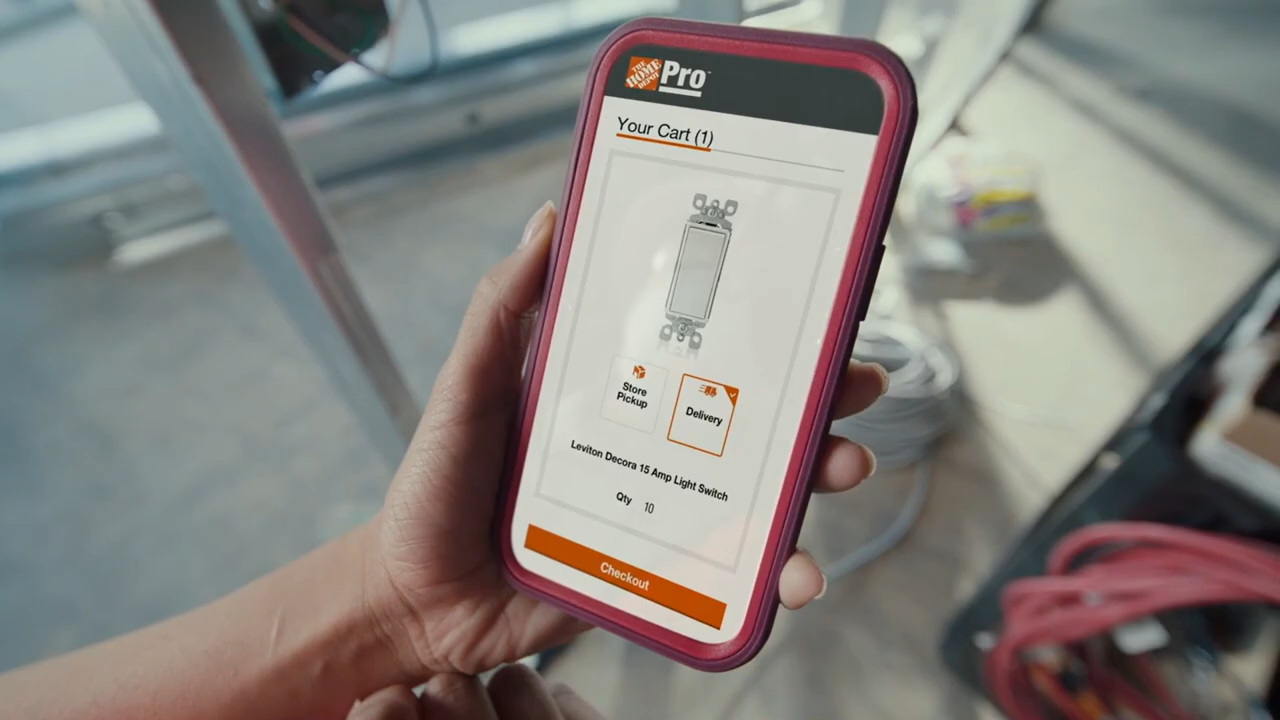 THE
HOME
DEPOT
Pro
Your Cart (1)
Store
Pickup
Delivery
Leviton Decora 15 Amp Light Switch
Qty 10
Checkout